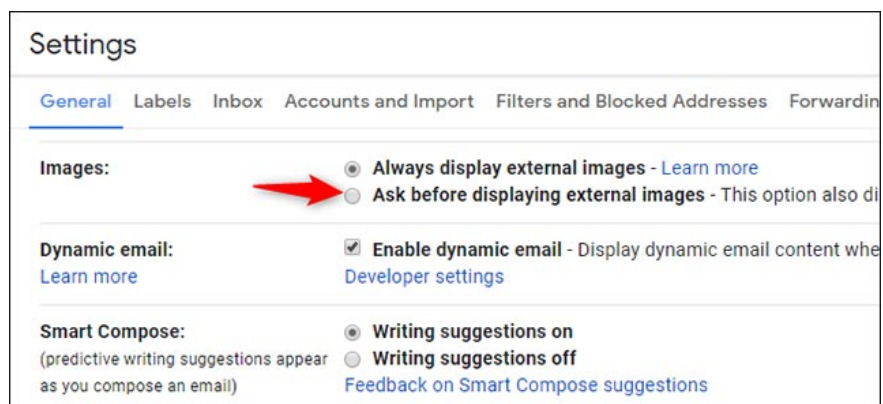 Settings
General Labels Inbox Accounts and Import Filters and Blocked Addresses Forwardin
Images: Always display external images - Learn more
Ask before displaying external images - This option also di
Dynamic email: Enable dynamic email - Display dynamic email content whe
Learn more Developer settings
Smart Compose: Writing suggestions on
(predictive writing suggestions appear Writing suggestions off
as you compose an email) Feedback on Smart Compose suggestions